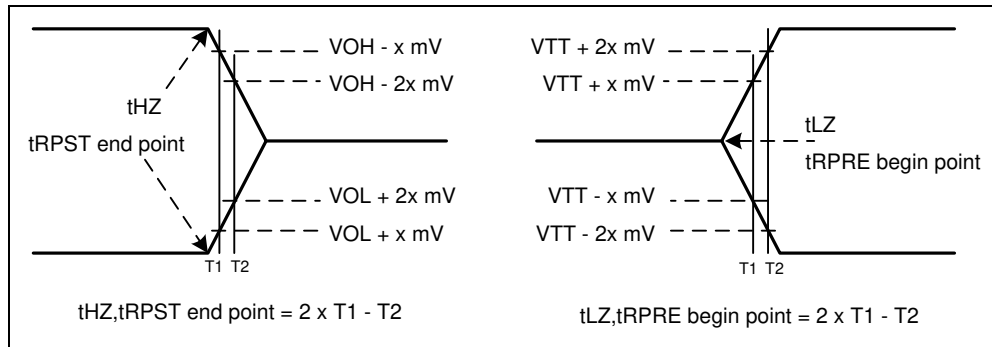 VOH - x mV
VOH - 2x mV
tHZ
tRPST end point
VOL + 2x mV
VOL + x mV
T1 T2
tHZ,tRPST end point = 2 x T1 - T2
VTT + 2x mV
VTT + x mV
tLZ
tRPRE begin point
VTT - x mV
VTT - 2x mV
T1 T2
tLZ,tRPRE begin point = 2 x T1 - T2